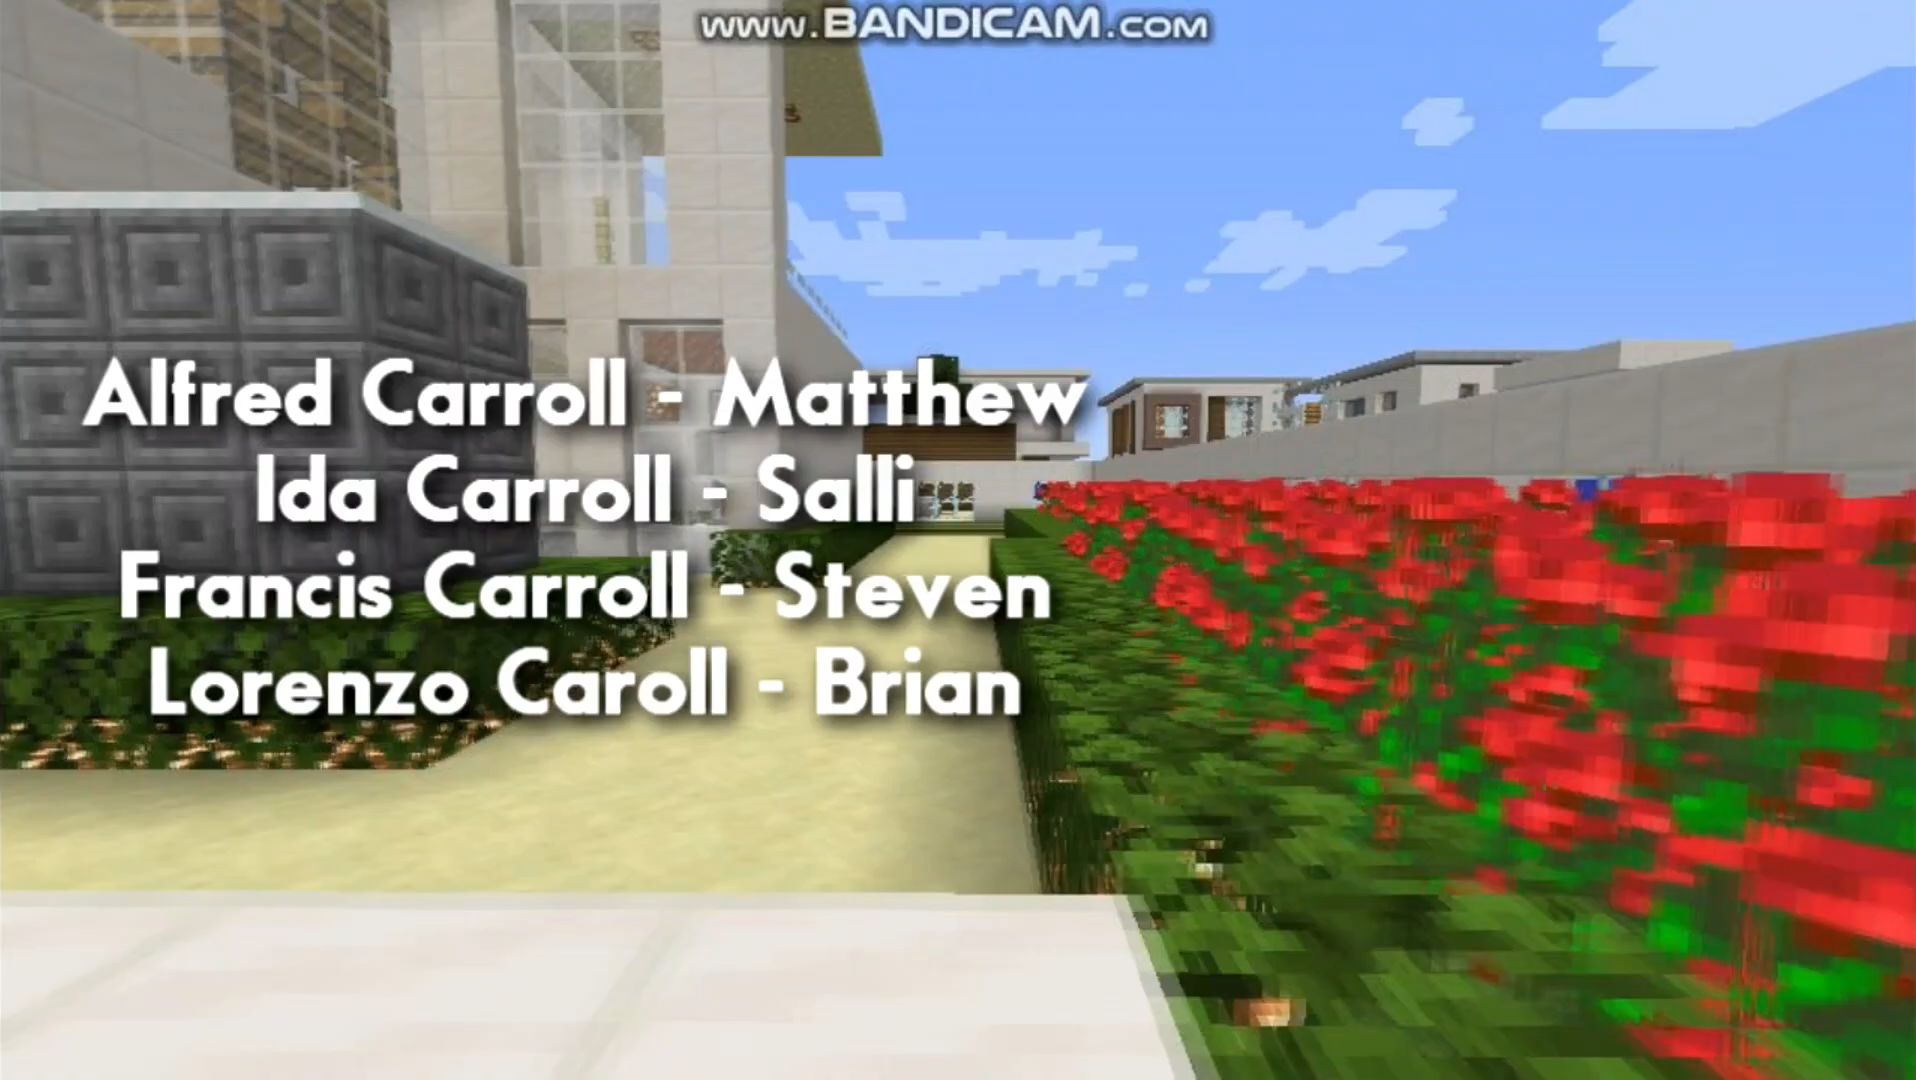 www.BANDICAM.com
Alfred Carroll - Matthew
Ida Carroll - Salli
Francis Carroll - Steven
Lorenzo Caroll - Brian